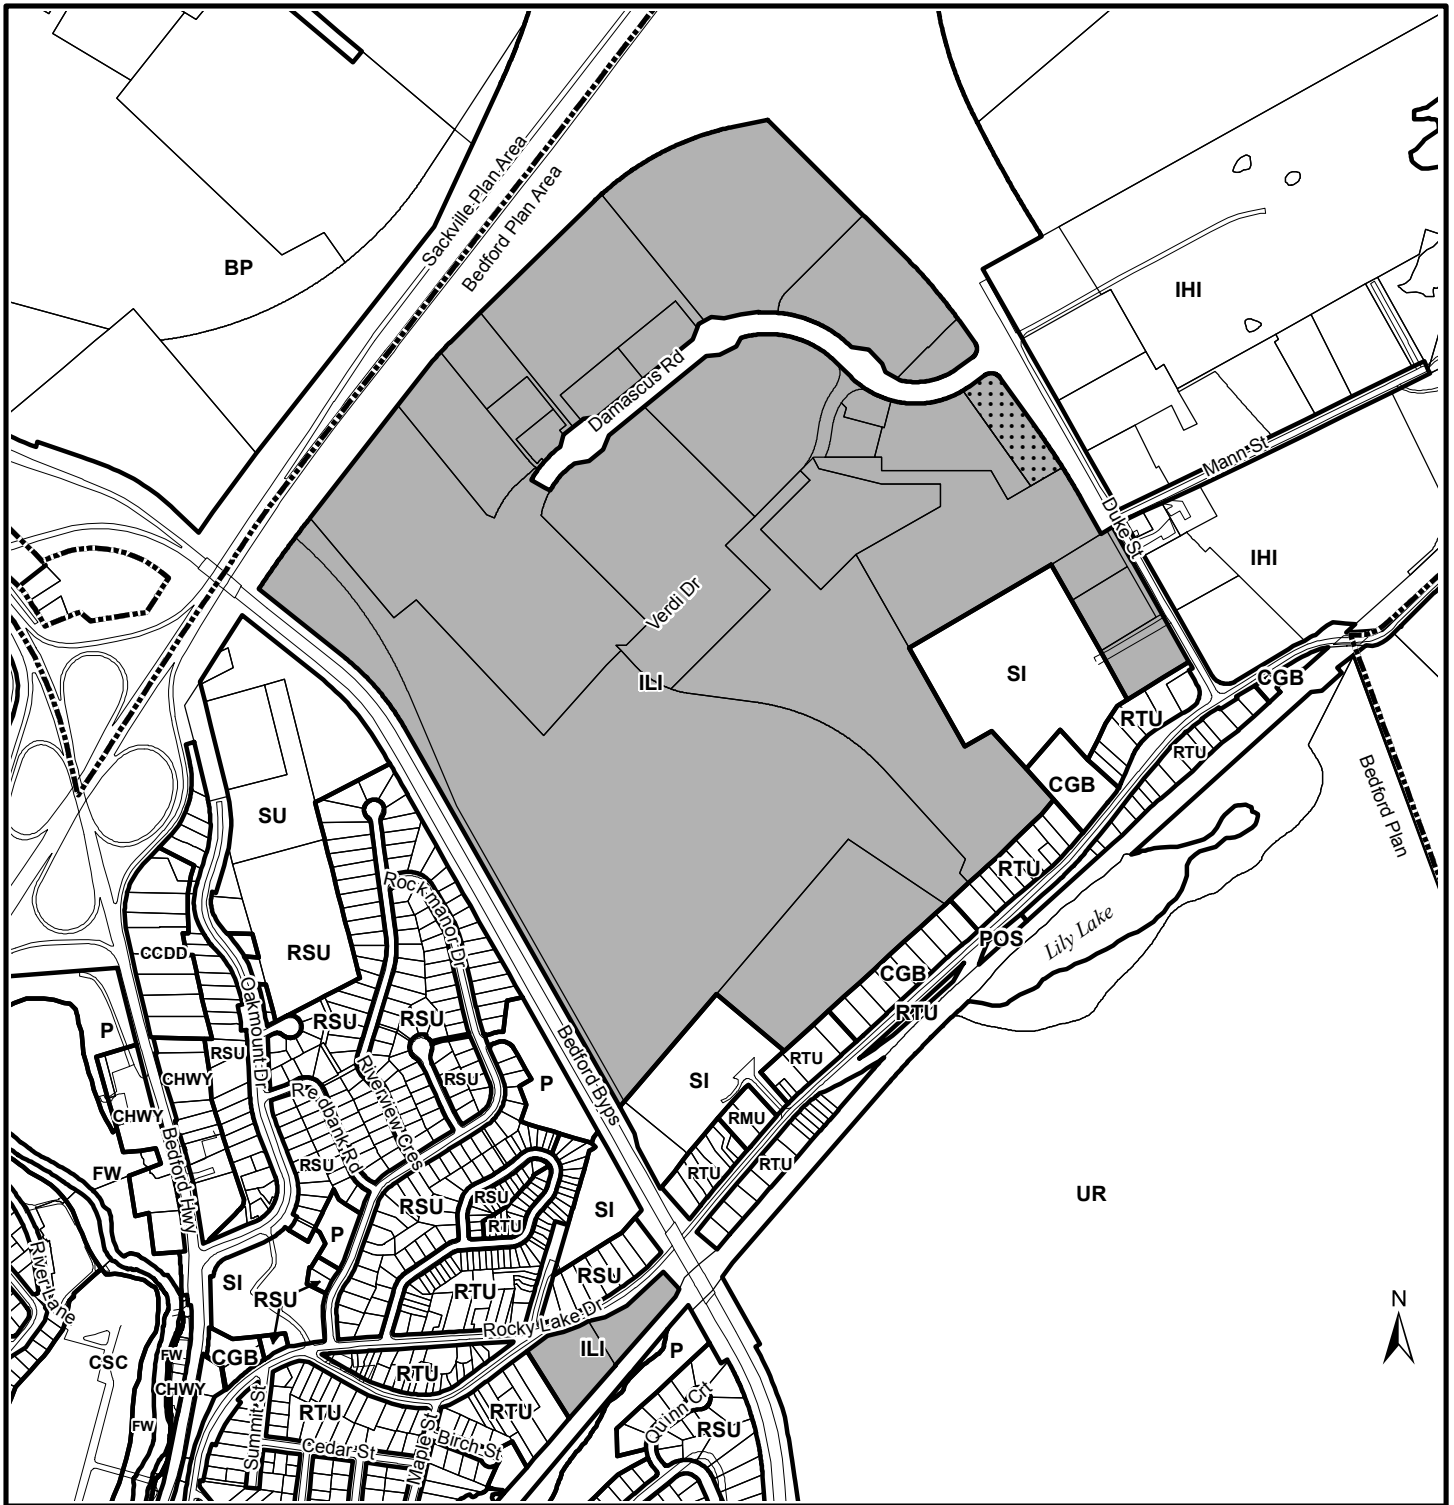 Sackville Plan Area
Bedford Plan Area
BP
IHI
Damascus Rd
Mann St
Duke St
IHI
Verdi Dr
ILI
SI
CGB
RTU
RTU
CGB
Bedford Plan
SU
RTU
Rockmanor Dr
Lily Lake
POS
CCDD
RSU
CGB
Oakmount Dr
RTU
P
RSU
RSU
Bedford Byps
RSU
RTU
CHWY
Riverview Cres
RSU
P
SI
Redbank Rd
CHWY
RMU
Bedford Hwy
FW
RSU
RTU
RTU
RSU
RSU
UR
SI
P
RTU
River Lane
SI
RSU
RSU
RTU
N
Rocky Lake Dr
ILI
P
CSC
FW
CGB
RTU
CHWY
Summit St
RTU
RTU
Quinn Crt
RSU
FW
Maple St
Birch St
Cedar St